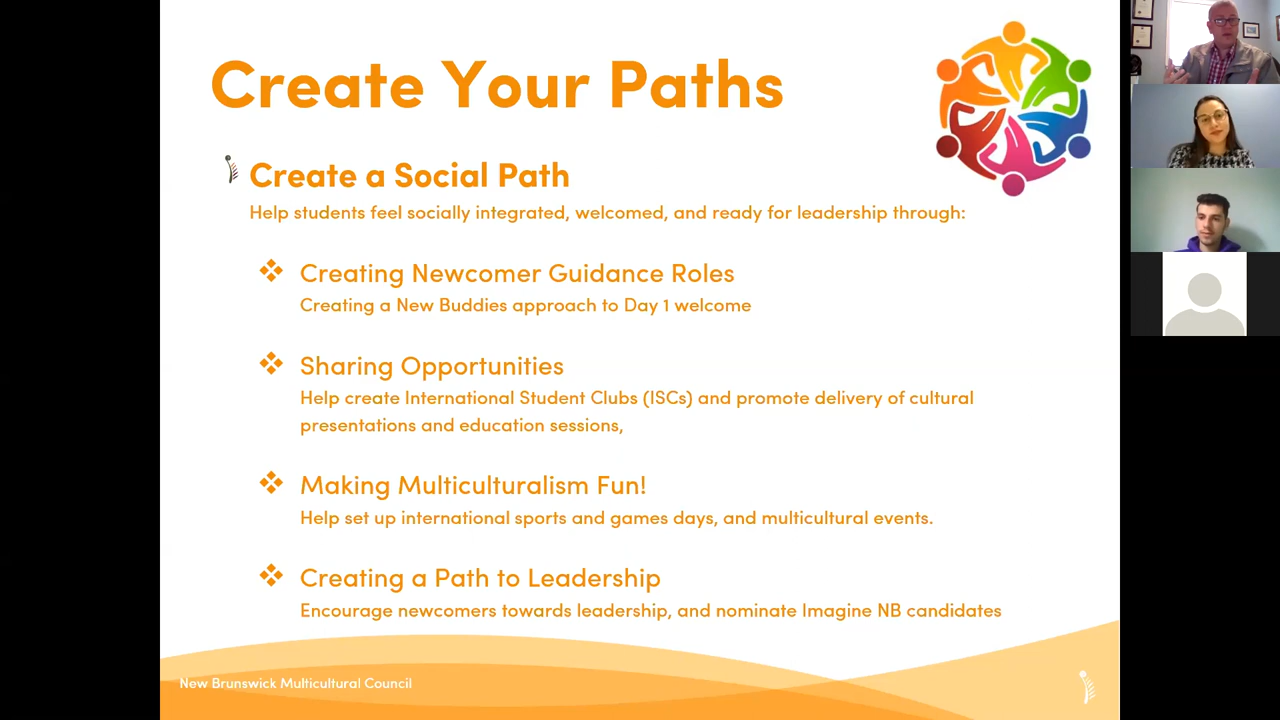 Create Your Paths
Create a Social Path
Help students feel socially integrated, welcomed, and ready for leadership through:
Creating Newcomer Guidance Roles
Creating a New Buddies approach to Day 1 welcome
Sharing Opportunities
Help create International Student Clubs (ISCs) and promote delivery of cultural
presentations and education sessions,
Making Multiculturalism Fun!
Help set up international sports and games days, and multicultural events.
Creating a Path to Leadership
Encourage newcomers towards leadership, and nominate Imagine NB candidates
New Brunswick Multicultural Council